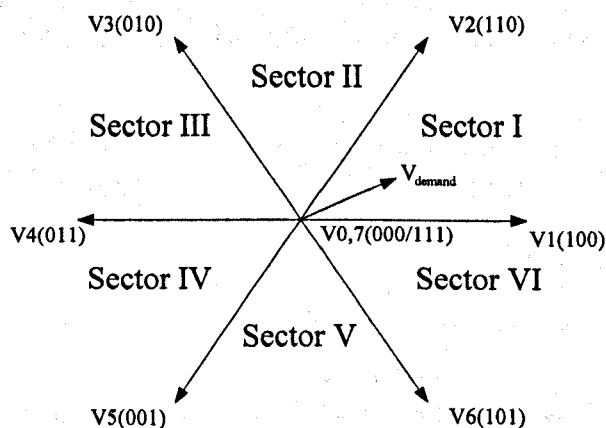 V3(010)
V2(110)
Sector II
Sector III
Sector I
Vdemand
V4(011)
V0,7(000/111)
V1(100)
Sector IV
Sector VI
Sector V
V5(001)
V6(101)